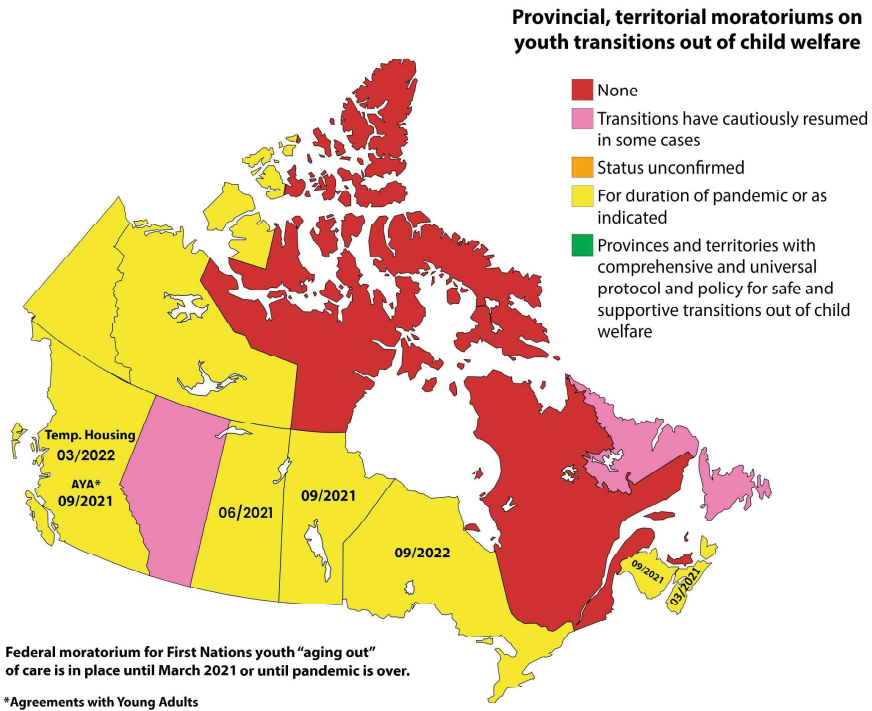 Provincial, territorial moratoriums on
youth transitions out of child welfare
None
Transitions have cautiously resumed
in some cases
Status unconfirmed
For duration of pandemic or as
indicated
Provinces and territories with
comprehensive and universal
protocol and policy for safe and
supportive transitions out of child
welfare
Temp. Housing
03/2022
AYA*
09/2021
06/2021
09/2021
09/2022
09/2021
03/2021
Federal moratorium for First Nations youth “aging out”
of care is in place until March 2021 or until pandemic is over.
*Agreements with Young Adults